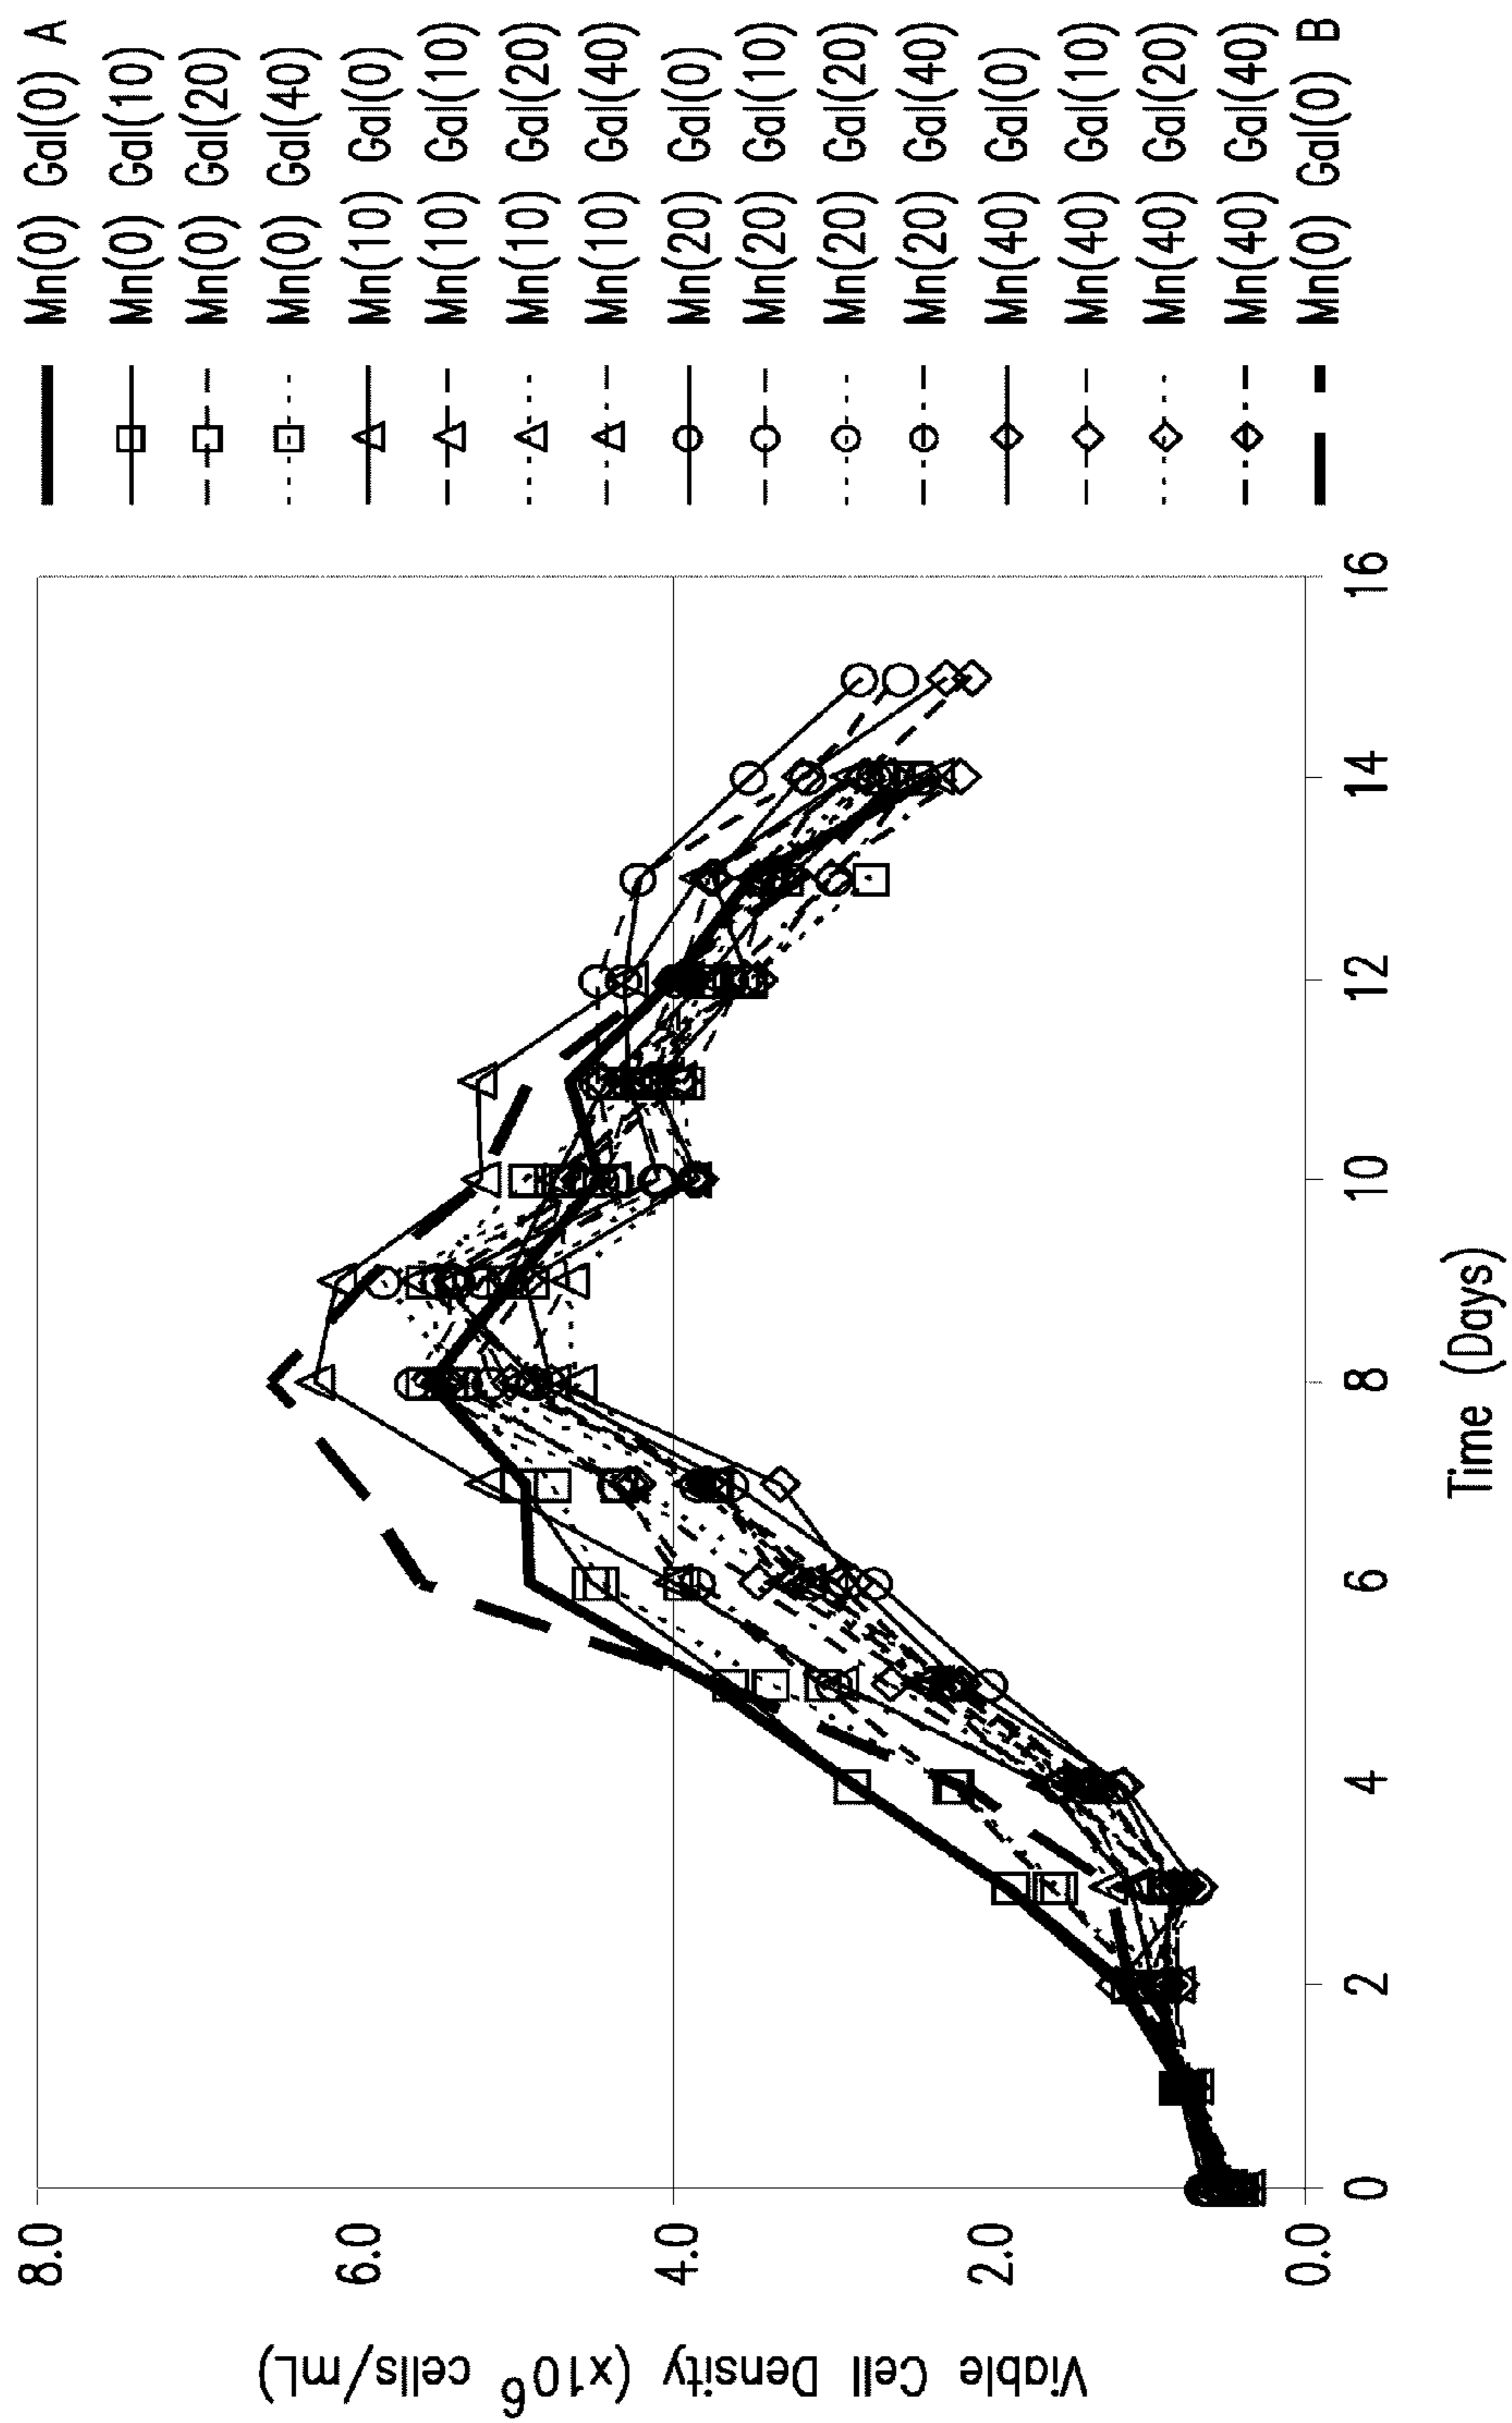 Viable Cell Density (x10⁶ cells/mL)
8.0
6.0
4.0
2.0
0.0
0 2 4 6 8 10 12 14 16
Time (Days)
Mn(0) Gal(0) A
Mn(0) Gal(10)
Mn(0) Gal(20)
Mn(0) Gal(40)
Mn(10) Gal(0)
Mn(10) Gal(10)
Mn(10) Gal(20)
Mn(10) Gal(40)
Mn(20) Gal(0)
Mn(20) Gal(10)
Mn(20) Gal(20)
Mn(20) Gal(40)
Mn(40) Gal(0)
Mn(40) Gal(10)
Mn(40) Gal(20)
Mn(40) Gal(40)
Mn(0) Gal(0) B